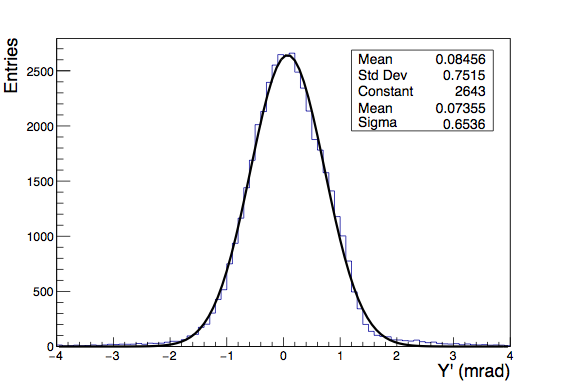 Entries
Mean 0.08456
Std Dev 0.7515
Constant 2643
Mean 0.07355
Sigma 0.6536
2500
2000
1500
1000
500
0
−4 −3 −2 −1 0 1 2 3 4
Y' (mrad)